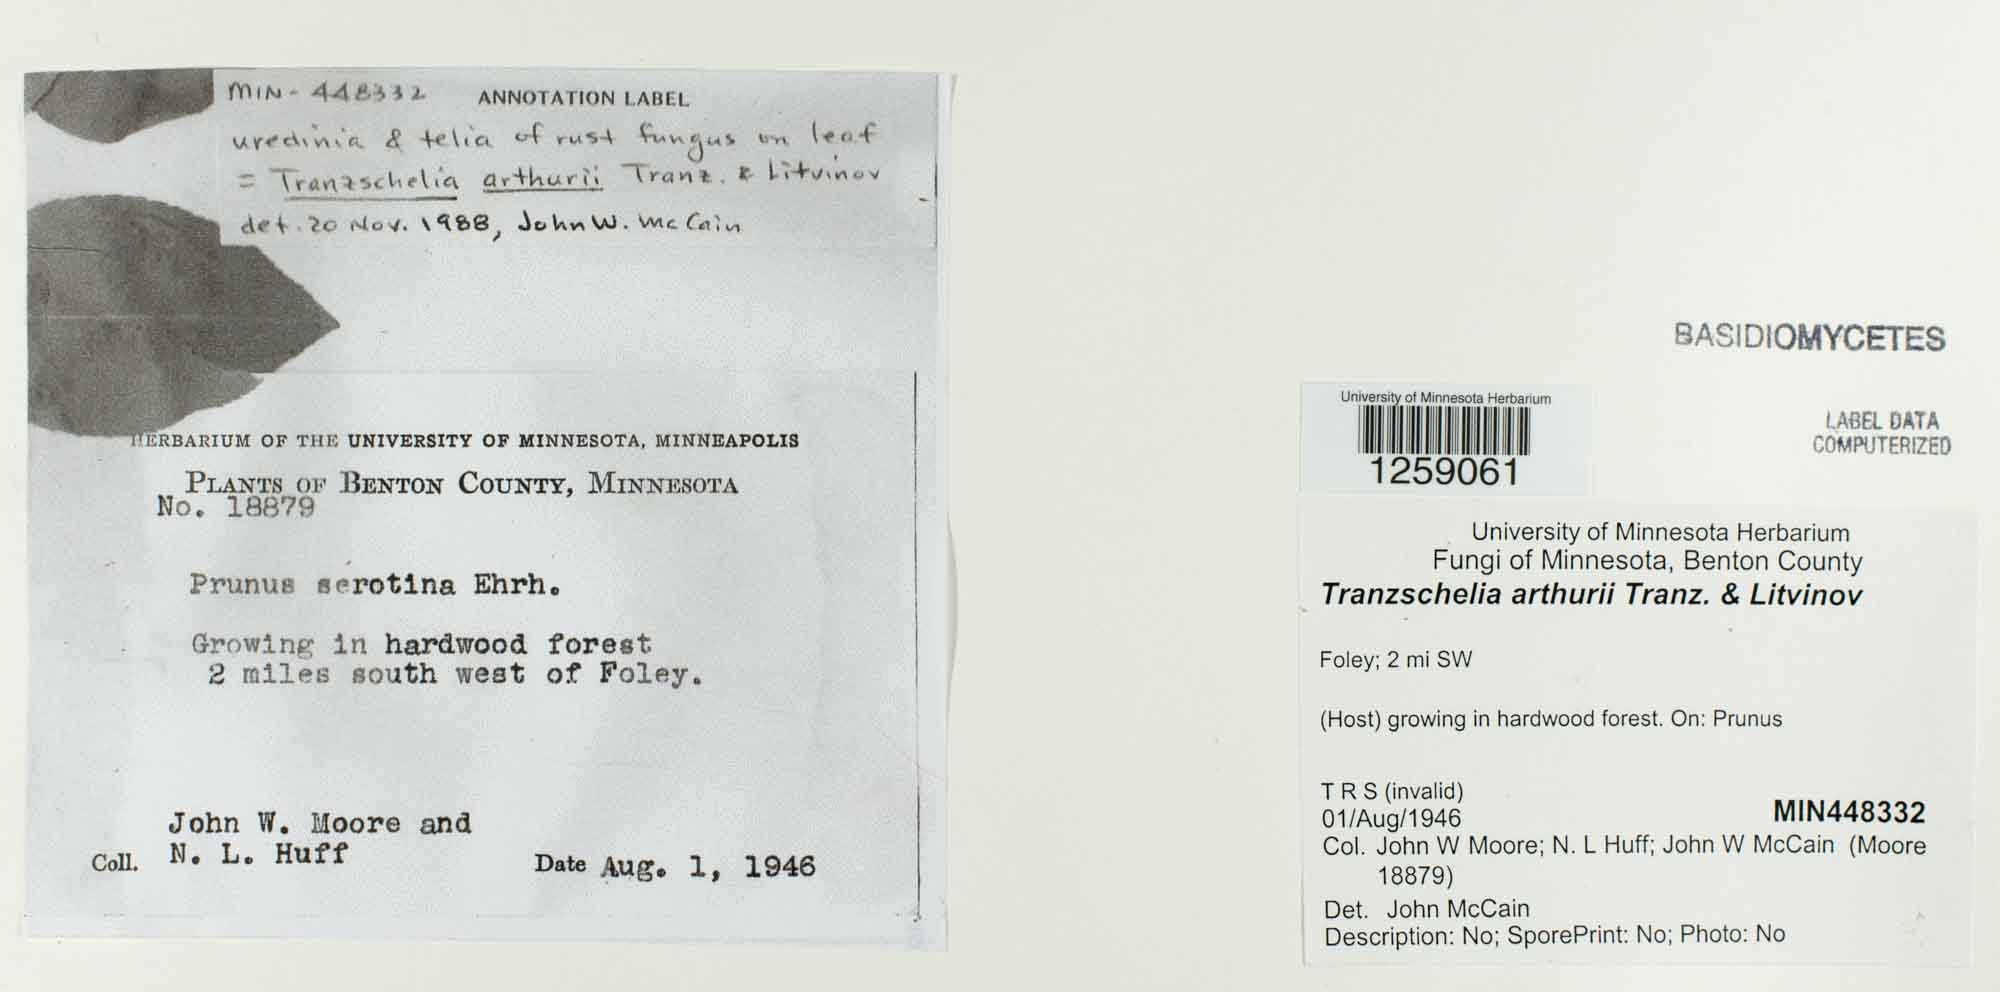 MIN-448332 ANNOTATION LABEL
uredinia & telia of rust fungus on leaf
= Tranzschelia arthurii Tranz. & Litvinov
det. 20 Nov. 1988, John W. McCain
HERBARIUM OF THE UNIVERSITY OF MINNESOTA, MINNEAPOLIS
PLANTS OF BENTON COUNTY, MINNESOTA
No. 18879
Prunus serotina Ehrh.
Growing in hardwood forest
2 miles south west of Foley.
John W. Moore and
Coll. N. L. Huff Date Aug. 1, 1946
BASIDIOMYCETES
LABEL DATA
COMPUTERIZED
University of Minnesota Herbarium
1259061
University of Minnesota Herbarium
Fungi of Minnesota, Benton County
Tranzschelia arthurii Tranz. & Litvinov
Foley; 2 mi SW
(Host) growing in hardwood forest. On: Prunus
T R S (invalid)
01/Aug/1946 MIN448332
Col. John W Moore; N. L Huff; John W McCain (Moore
18879)
Det. John McCain
Description: No; SporePrint: No; Photo: No